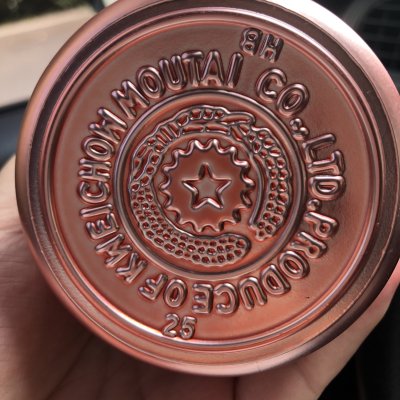 KWEICHOW MOUTAI CO.,LTD. PRODUCE OF
HB
25